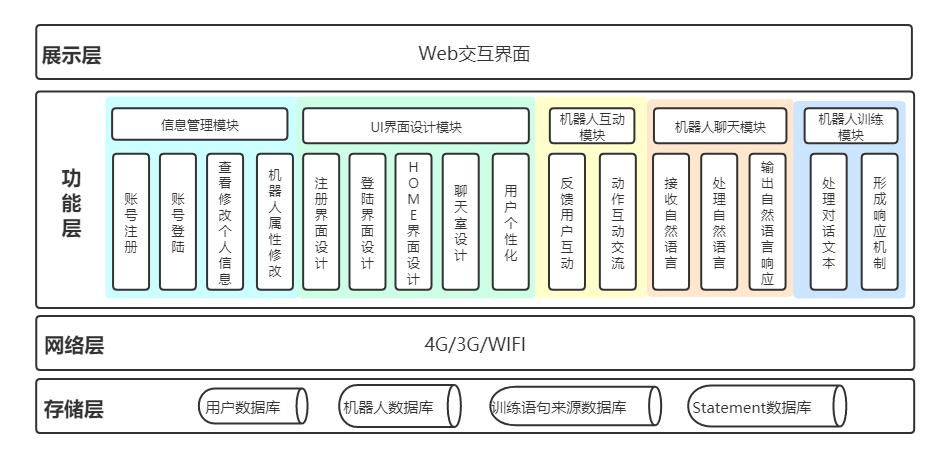 展示层
Web交互界面
功能层
信息管理模块
账号注册
账号登陆
查看修改个人信息
机器人属性修改
UI界面设计模块
注册界面设计
登陆界面设计
HOME界面设计
聊天室设计
用户个性化
机器人互动
模块
反馈用户互动
动作互动交流
机器人聊天模块
接收自然语言
处理自然语言
输出自然语言响应
机器人训练
模块
处理对话文本
形成响应机制
网络层
4G/3G/WIFI
存储层
用户数据库
机器人数据库
训练语句来源数据库
Statement数据库